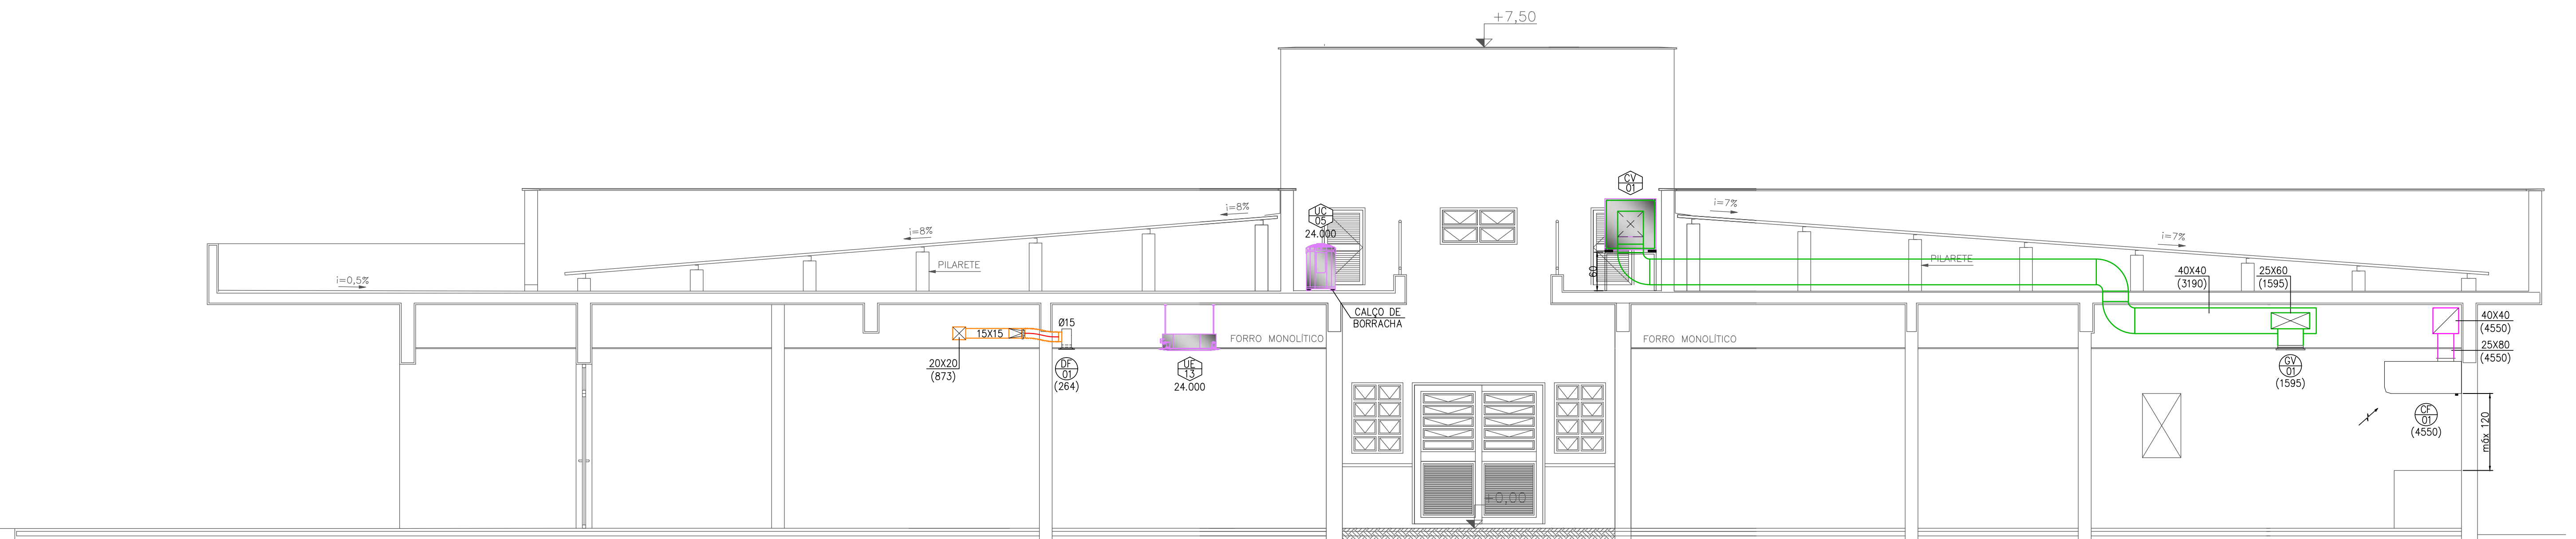 +7,50
CV
01
i=8%
UC
05
24.000
i=7%
i=8%
i=7%
i=0,5%
PILARETE
PILARETE
60
40X40
(3190)
25X60
(1595)
CALÇO DE
BORRACHA
Ø15
15X15
FORRO MONOLÍTICO
FORRO MONOLÍTICO
40X40
(4550)
25X80
(4550)
20X20
(873)
DF
01
(264)
UE
13
24.000
GV
01
(1595)
CF
01
(4550)
máx 120
+0,00